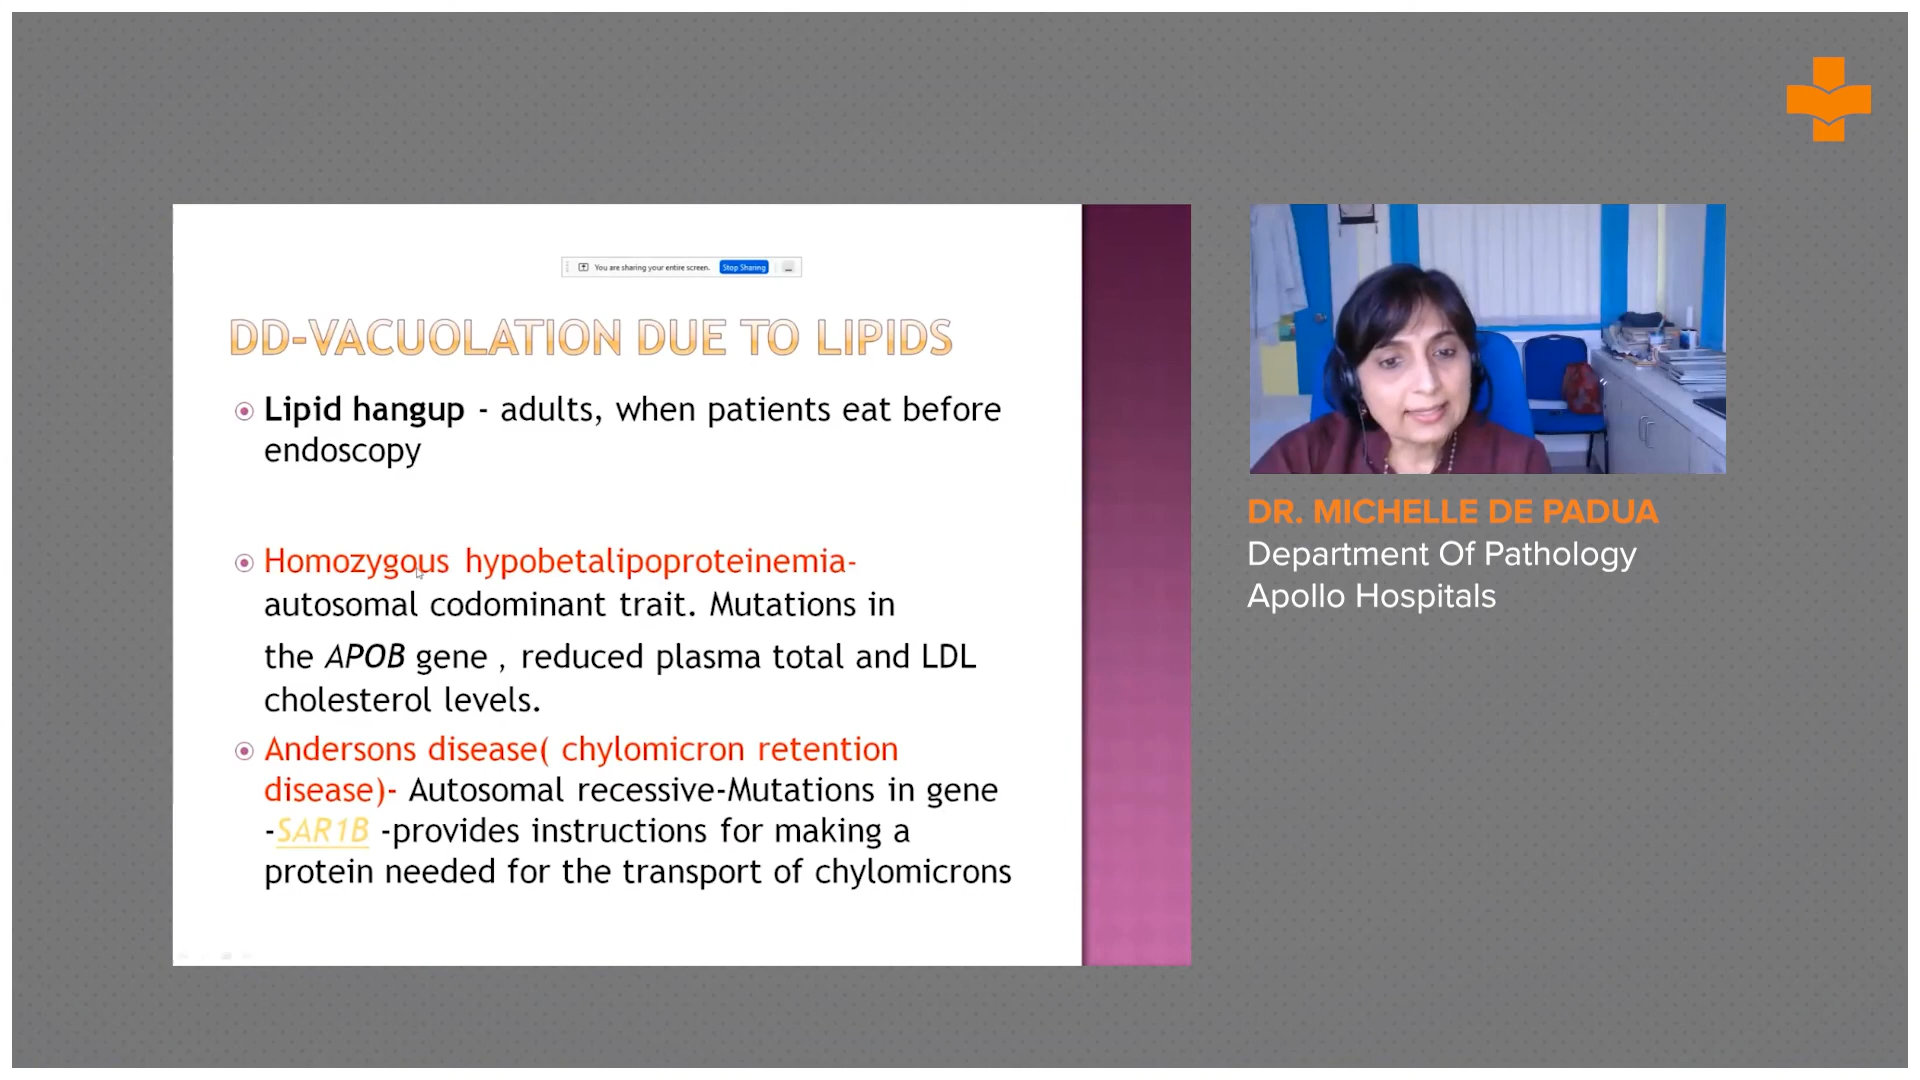 You are sharing your entire screen. Stop Sharing
DD-VACUOLATION DUE TO LIPIDS
Lipid hangup - adults, when patients eat before
endoscopy
Homozygous hypobetalipoproteinemia-
autosomal codominant trait. Mutations in
the APOB gene , reduced plasma total and LDL
cholesterol levels.
Andersons disease( chylomicron retention
disease)- Autosomal recessive-Mutations in gene
-SAR1B -provides instructions for making a
protein needed for the transport of chylomicrons
DR. MICHELLE DE PADUA
Department Of Pathology
Apollo Hospitals